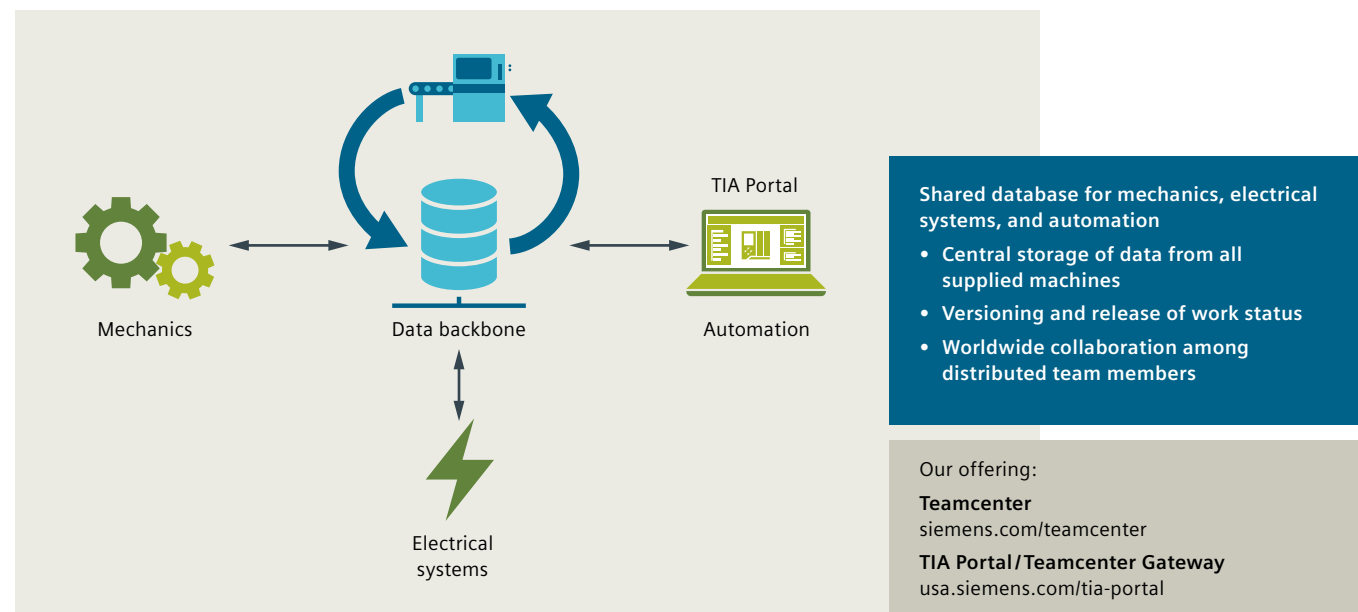 TIA Portal
Mechanics
Data backbone
Automation
Electrical
systems
Shared database for mechanics, electrical
systems, and automation
• Central storage of data from all
supplied machines
• Versioning and release of work status
• Worldwide collaboration among
distributed team members
Our offering:
Teamcenter
siemens.com/teamcenter
TIA Portal/Teamcenter Gateway
usa.siemens.com/tia-portal